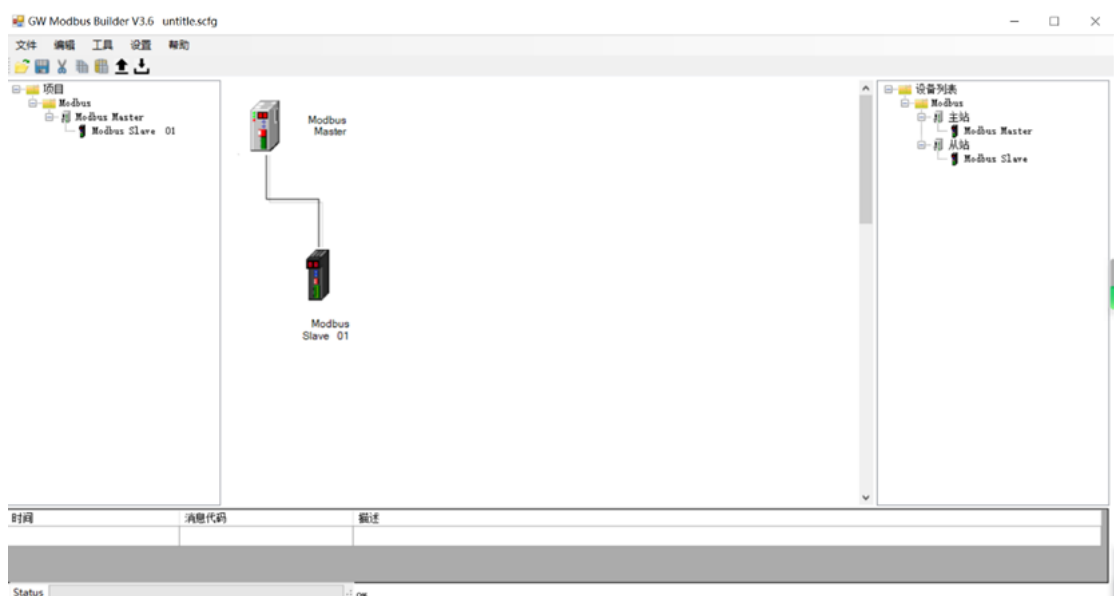 GW Modbus Builder V3.6 untitle.scfg
文件 编辑 工具 设置 帮助
项目
Modbus
Modbus Master
Modbus Slave 01
Modbus
Master
Modbus
Slave 01
设备列表
Modbus
主站
Modbus Master
从站
Modbus Slave
时间 消息代码 描述
Status